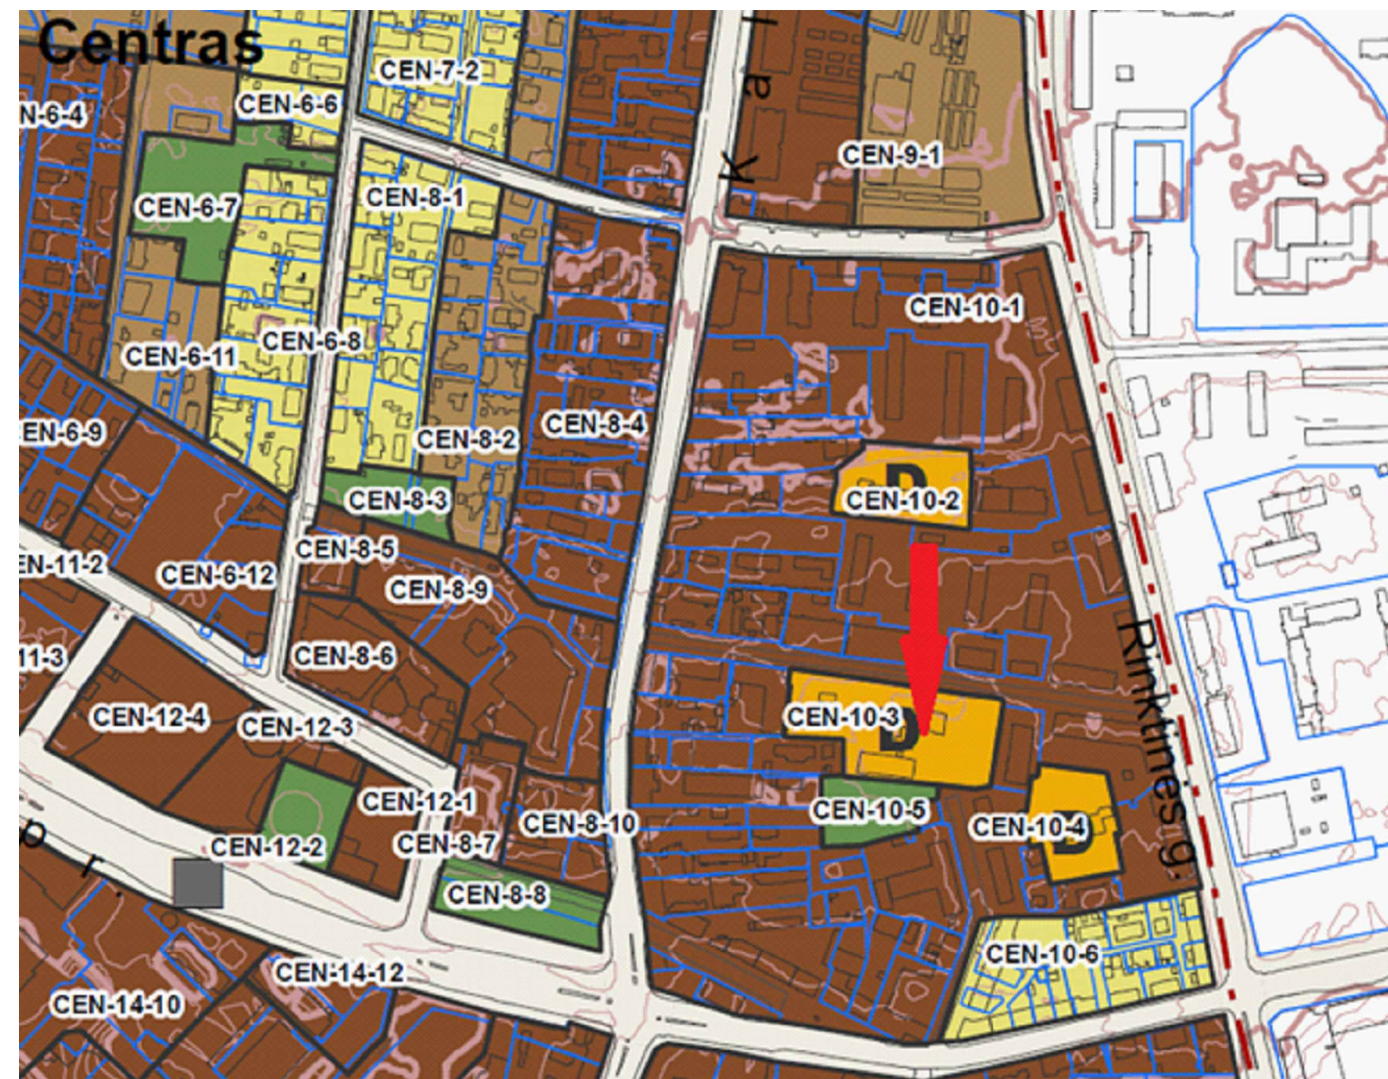 Centras
CEN-7-2
CEN-6-6
N-6-4
Kal
CEN-9-1
CEN-6-7
CEN-8-1
CEN-10-1
CEN-6-8
CEN-6-11
EN-6-9
CEN-8-2
CEN-8-4
D
CEN-8-3
CEN-10-2
CEN-8-5
EN-11-2
CEN-6-12
CEN-8-9
11-3
CEN-8-6
Rinktinės g.
CEN-12-4
CEN-12-3
CEN-10-3
D
CEN-12-1
CEN-10-5
CEN-8-10
CEN-10-4
D
CEN-12-2
CEN-8-7
pr.
CEN-8-8
CEN-10-6
CEN-14-12
CEN-14-10